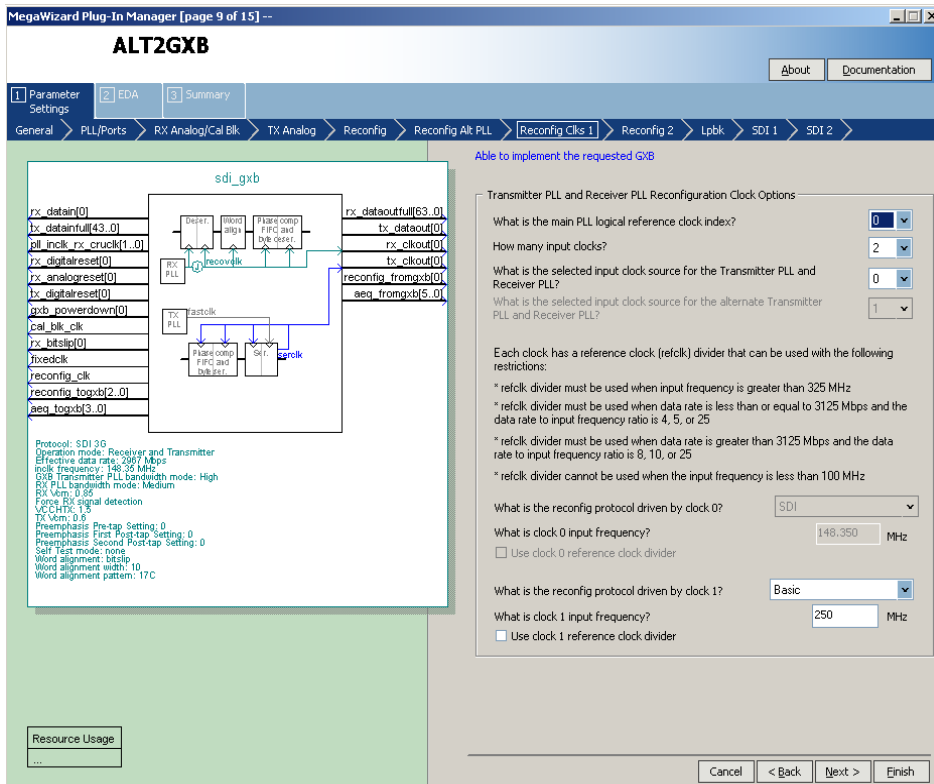 MegaWizard Plug-In Manager [page 9 of 15] --
ALT2GXB
About
Documentation
1 Parameter Settings
2 EDA
3 Summary
General
PLL/Ports
RX Analog/Cal Blk
TX Analog
Reconfig
Reconfig Alt PLL
Reconfig Clks 1
Reconfig 2
Lpbk
SDI 1
SDI 2
sdi_gxb
rx_datain[0]
tx_datainfull[43..0]
pll_inclk_rx_cruclk[1..0]
rx_digitalreset[0]
rx_analogreset[0]
tx_digitalreset[0]
gxb_powerdown[0]
cal_blk_clk
rx_bitslip[0]
fixedclk
reconfig_clk
reconfig_togxb[2..0]
aeq_togxb[3..0]
Deser.
Word
align
Phase comp
FIFO and
byte deser.
RX
PLL
recovclk
TX
PLL
fastclk
Phase comp
FIFO and
byte ser.
Ser.
serclk
rx_dataoutfull[63..0]
tx_dataout[0]
rx_clkout[0]
tx_clkout[0]
reconfig_fromgxb[0]
aeq_fromgxb[5..0]
Protocol: SDI 3G
Operation mode: Receiver and Transmitter
Effective data rate: 2967 Mbps
inclk frequency: 148.35 MHz
GXB Transmitter PLL bandwidth mode: High
RX PLL bandwidth mode: Medium
RX Vcm: 0.85
Force RX signal detection
VCCHTX: 1.5
TX Vcm: 0.6
Preemphasis Pre-tap Setting: 0
Preemphasis First Post-tap Setting: 0
Preemphasis Second Post-tap Setting: 0
Self Test mode: none
Word alignment: bitslip
Word alignment width: 10
Word alignment pattern: 17C
Resource Usage
...
Able to implement the requested GXB
Transmitter PLL and Receiver PLL Reconfiguration Clock Options
What is the main PLL logical reference clock index? 0
How many input clocks? 2
What is the selected input clock source for the Transmitter PLL and
Receiver PLL? 0
What is the selected input clock source for the alternate Transmitter
PLL and Receiver PLL? 1
Each clock has a reference clock (refclk) divider that can be used with the following
restrictions:
* refclk divider must be used when input frequency is greater than 325 MHz
* refclk divider must be used when data rate is less than or equal to 3125 Mbps and the
data rate to input frequency ratio is 4, 5, or 25
* refclk divider must be used when data rate is greater than 3125 Mbps and the data
rate to input frequency ratio is 8, 10, or 25
* refclk divider cannot be used when the input frequency is less than 100 MHz
What is the reconfig protocol driven by clock 0? SDI
What is clock 0 input frequency? 148.350 MHz
Use clock 0 reference clock divider
What is the reconfig protocol driven by clock 1? Basic
What is clock 1 input frequency? 250 MHz
Use clock 1 reference clock divider
Cancel
< Back
Next >
Finish